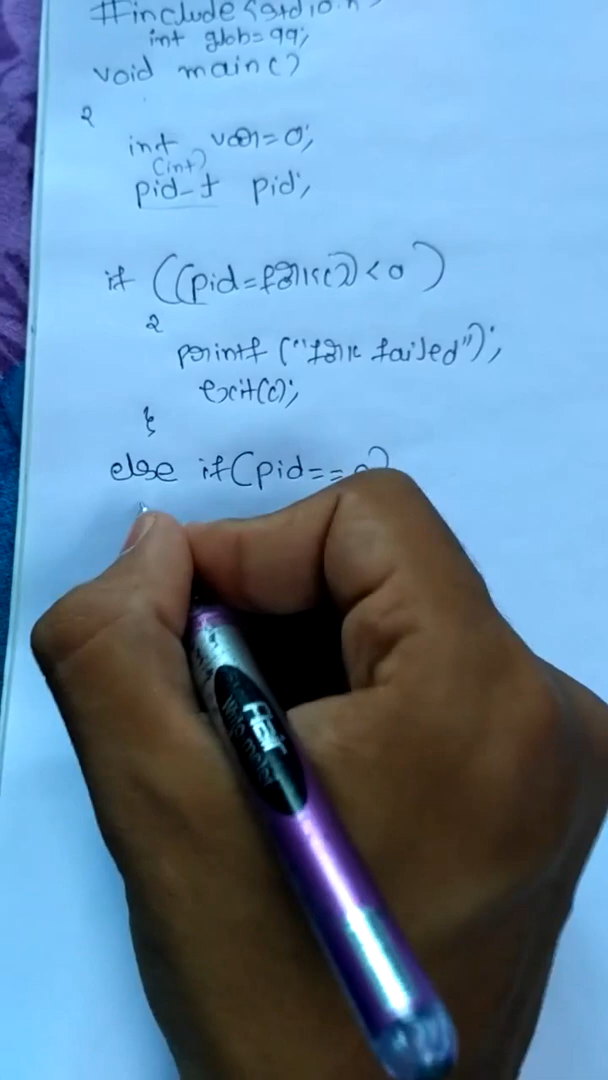 #include<stdio.h>
int glob=99;
void main()
{
int var=0;
(int)
pid_t pid;
if ((pid=fork())<0)
{
printf ("fork failed");
exit(0);
}
else if(pid==0)